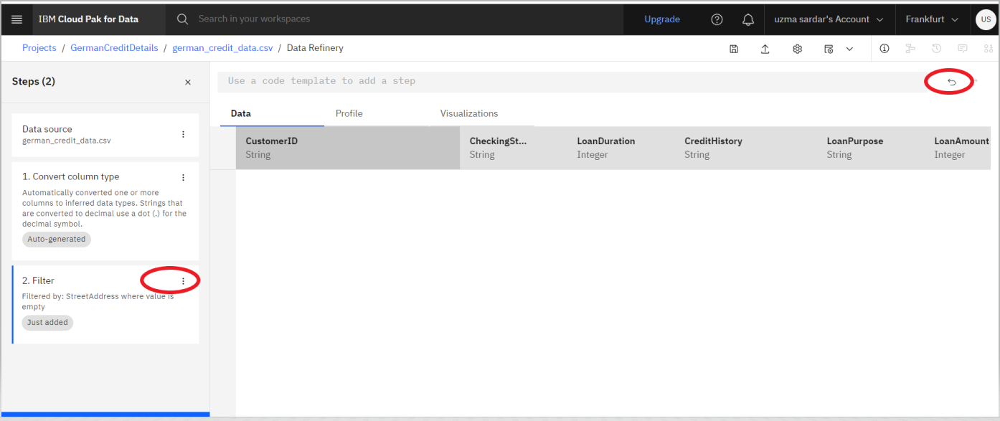 IBM Cloud Pak for Data
Search in your workspaces
Upgrade
uzma sardar's Account
Frankfurt
US
Projects / GermanCreditDetails / german_credit_data.csv / Data Refinery
Steps (2)
Use a code template to add a step
Data
Profile
Visualizations
Data source
german_credit_data.csv
1. Convert column type
Automatically converted one or more
columns to inferred data types. Strings that
are converted to decimal use a dot (.) for the
decimal symbol.
Auto-generated
2. Filter
Filtered by: StreetAddress where value is
empty
Just added
CustomerID
String
CheckingSt...
String
LoanDuration
Integer
CreditHistory
String
LoanPurpose
String
LoanAmount
Integer